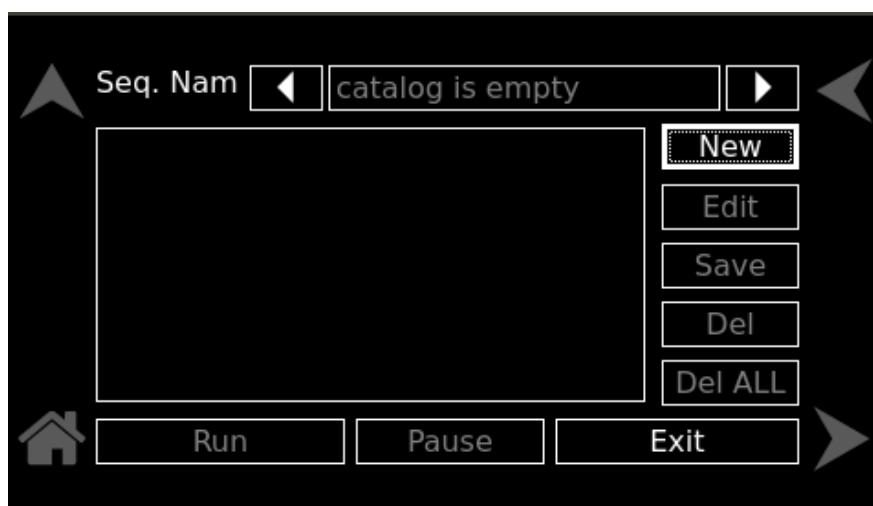 Seq. Nam catalog is empty
New
Edit
Save
Del
Del ALL
Run Pause Exit